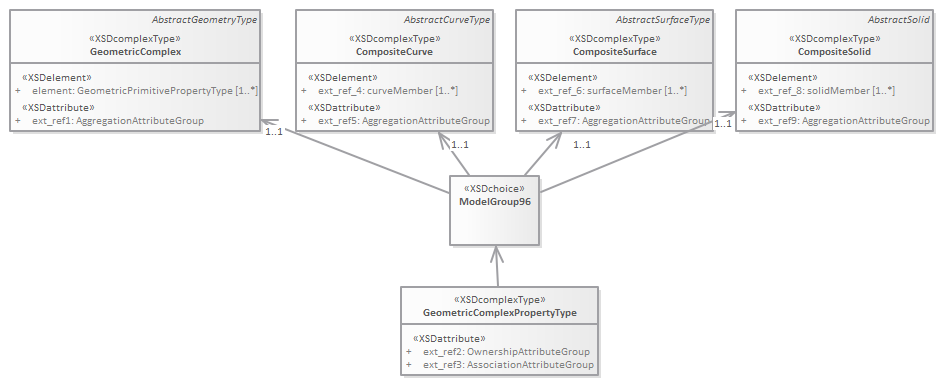 AbstractGeometryType
«XSDcomplexType»
GeometricComplex
«XSDelement»
+ element: GeometricPrimitivePropertyType [1..*]
«XSDattribute»
+ ext_ref1: AggregationAttributeGroup
AbstractCurveType
«XSDcomplexType»
CompositeCurve
«XSDelement»
+ ext_ref_4: curveMember [1..*]
«XSDattribute»
+ ext_ref5: AggregationAttributeGroup
AbstractSurfaceType
«XSDcomplexType»
CompositeSurface
«XSDelement»
+ ext_ref_6: surfaceMember [1..*]
«XSDattribute»
+ ext_ref7: AggregationAttributeGroup
AbstractSolid
«XSDcomplexType»
CompositeSolid
«XSDelement»
+ ext_ref_8: solidMember [1..*]
«XSDattribute»
+ ext_ref9: AggregationAttributeGroup
1..1
1..1
1..1
1..1
«XSDchoice»
ModelGroup96
«XSDcomplexType»
GeometricComplexPropertyType
«XSDattribute»
+ ext_ref2: OwnershipAttributeGroup
+ ext_ref3: AssociationAttributeGroup